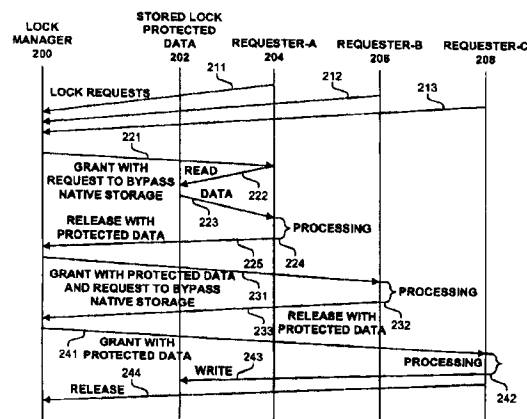 LOCK
MANAGER
200
STORED LOCK
PROTECTED
DATA
202
REQUESTER-A
204
REQUESTER-B
206
REQUESTER-C
208
211
212
213
LOCK REQUESTS
221
GRANT WITH
REQUEST TO BYPASS
NATIVE STORAGE
READ
222
DATA
223
RELEASE WITH
PROTECTED DATA
PROCESSING
225
224
GRANT WITH PROTECTED DATA
AND REQUEST TO BYPASS
NATIVE STORAGE
231
PROCESSING
233
RELEASE WITH
PROTECTED DATA
232
241
GRANT WITH
PROTECTED DATA
243
PROCESSING
244
RELEASE
WRITE
242